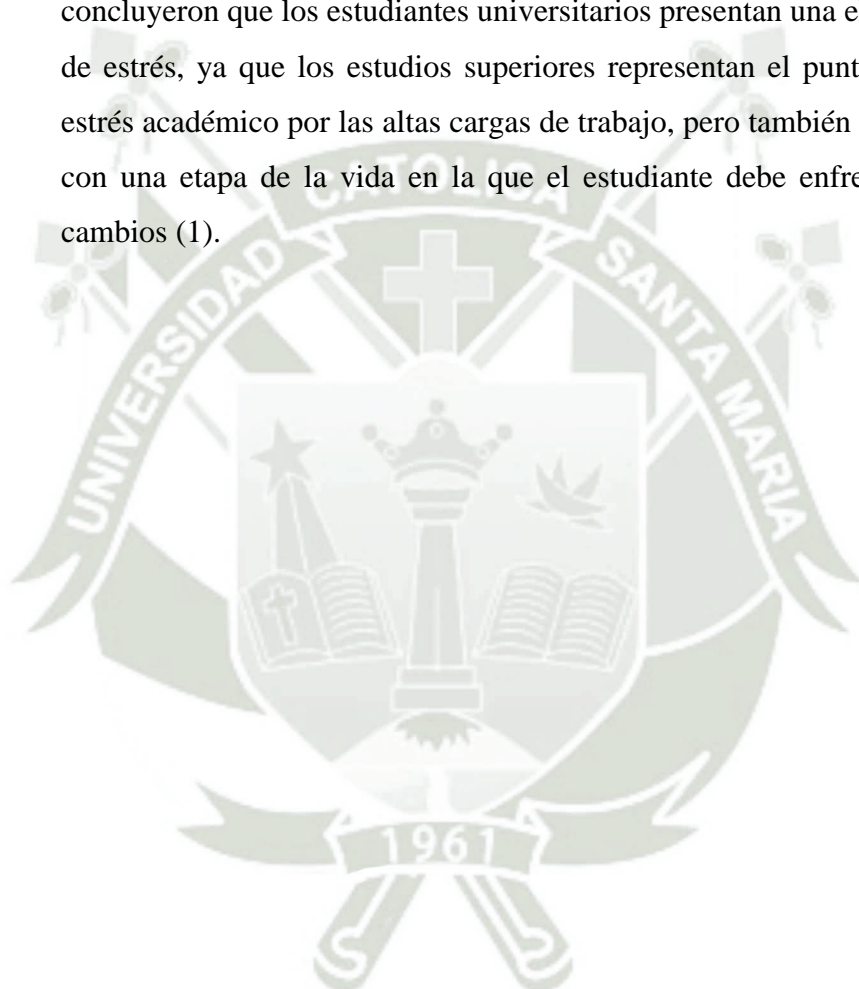 concluyeron que los estudiantes universitarios presentan una e
de estrés, ya que los estudios superiores representan el punt
estrés académico por las altas cargas de trabajo, pero también
con una etapa de la vida en la que el estudiante debe enfre
cambios (1).
UNIVERSIDAD CATOLICA SANTA MARIA
1961